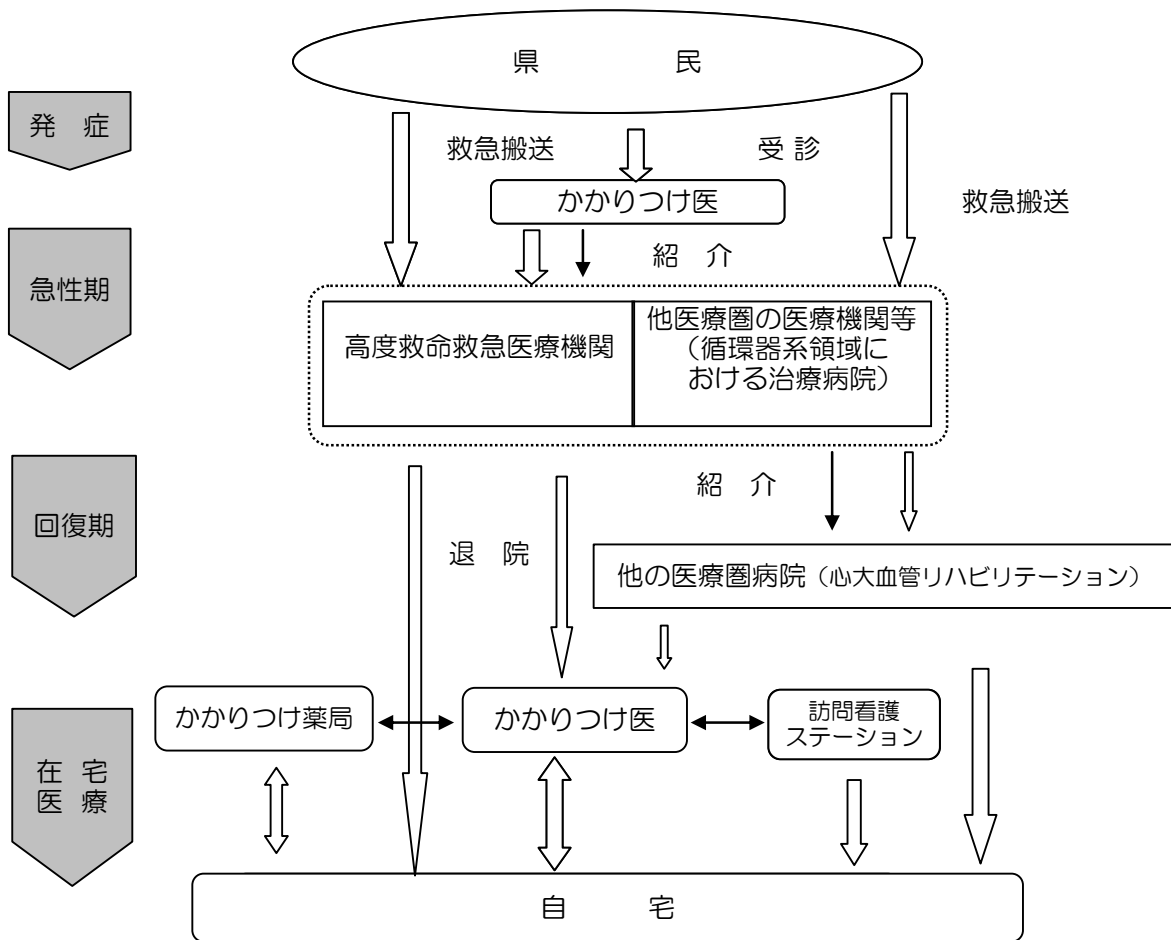 県 民
発 症
救急搬送
受 診
かかりつけ医
救急搬送
急性期
紹 介
高度救命救急医療機関
他医療圏の医療機関等
（循環器系領域に
おける治療病院）
回復期
紹 介
退 院
他の医療圏病院（心大血管リハビリテーション）
在 宅
医 療
かかりつけ薬局
かかりつけ医
訪問看護
ステーション
自 宅